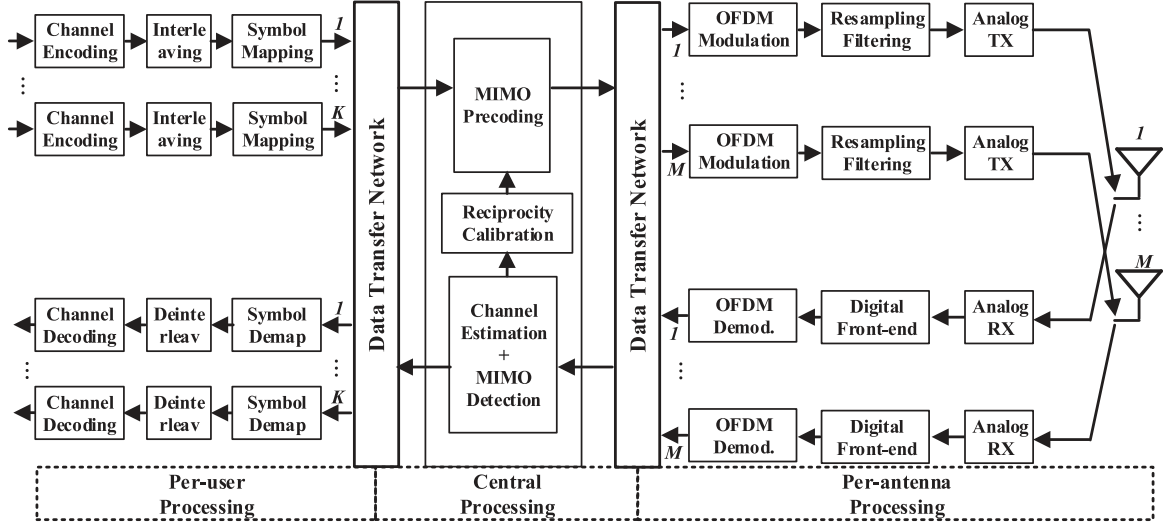 Channel
Encoding
Interle
aving
Symbol
Mapping
1
Channel
Encoding
Interle
aving
Symbol
Mapping
K
Channel
Decoding
Deinte
rleav
Symbol
Demap
1
Channel
Decoding
Deinte
rleav
Symbol
Demap
K
Data Transfer Network
MIMO
Precoding
Reciprocity
Calibration
Channel
Estimation
+
MIMO
Detection
Data Transfer Network
1
OFDM
Modulation
Resampling
Filtering
Analog
TX
M
OFDM
Modulation
Resampling
Filtering
Analog
TX
1
M
1
OFDM
Demod.
Digital
Front-end
Analog
RX
M
OFDM
Demod.
Digital
Front-end
Analog
RX
Per-user
Processing
Central
Processing
Per-antenna
Processing